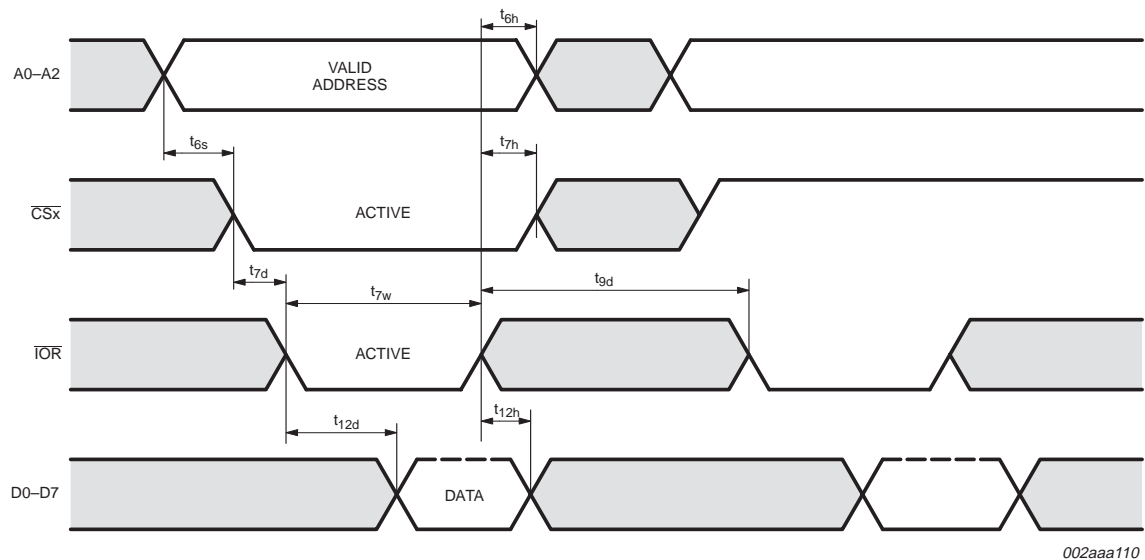 t6h
A0–A2
VALID
ADDRESS
t6s
t7h
CSx
ACTIVE
t7d
t7w
t9d
IOR
ACTIVE
t12d
t12h
D0–D7
DATA
002aaa110